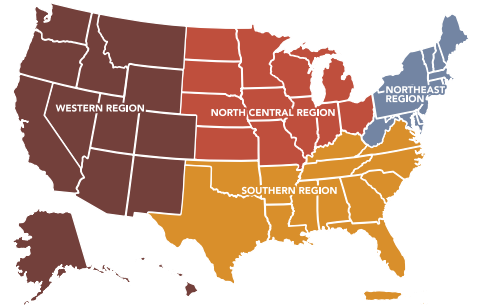 WESTERN REGION
NORTH CENTRAL REGION
NORTHEAST
REGION
SOUTHERN REGION